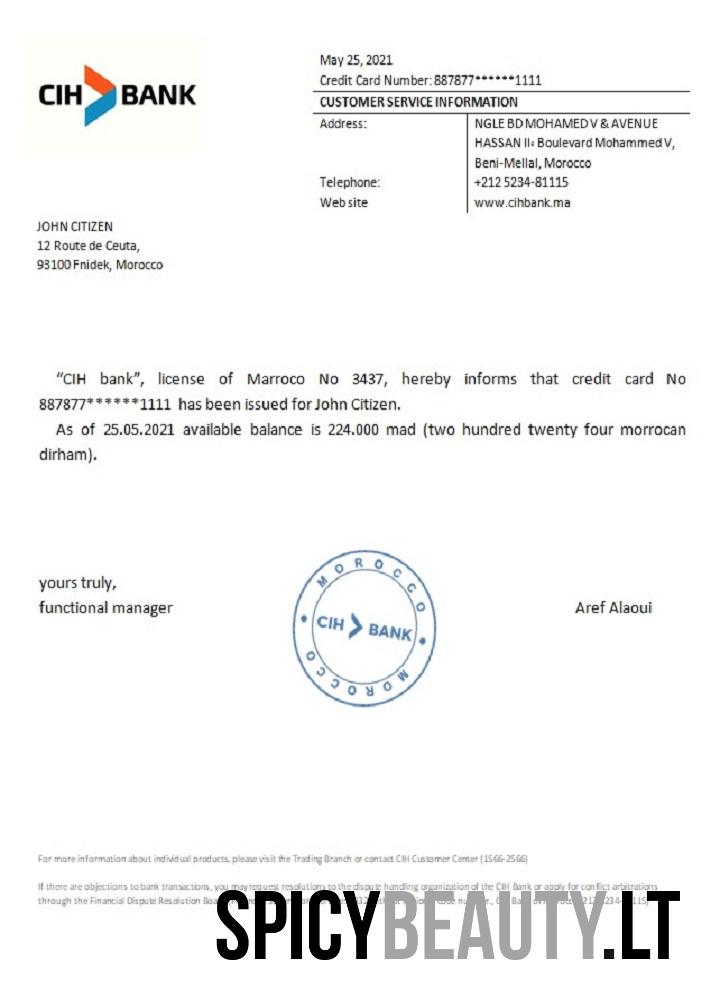 CIH BANK
May 25, 2021
Credit Card Number: 887877******1111
CUSTOMER SERVICE INFORMATION
Address: NGLE BD MOHAMED V & AVENUE
HASSAN II: Boulevard Mohammed V,
Beni-Mellal, Morocco
Telephone: +212 5234-81115
Web site www.cihbank.ma
JOHN CITIZEN
12 Route de Ceuta,
93100 Fnidek, Morocco
“CIH bank”, license of Marroco No 3437, hereby informs that credit card No
887877******1111 has been issued for John Citizen.
As of 25.05.2021 available balance is 224.000 mad (two hundred twenty four morrocan
dirham).
yours truly,
functional manager
Aref Alaoui
MOROCCO
CIH BANK
MOROCCO
For more information about individual products, please visit the Trading Branch or contact CIH Customer Center (1566-2566)
If there are objections to bank transactions, you may request resolutions to the dispute handling organization of the CIH Bank or apply for conflict arbitrations
through the Financial Dispute Resolution
SPICYBEAUTY.LT